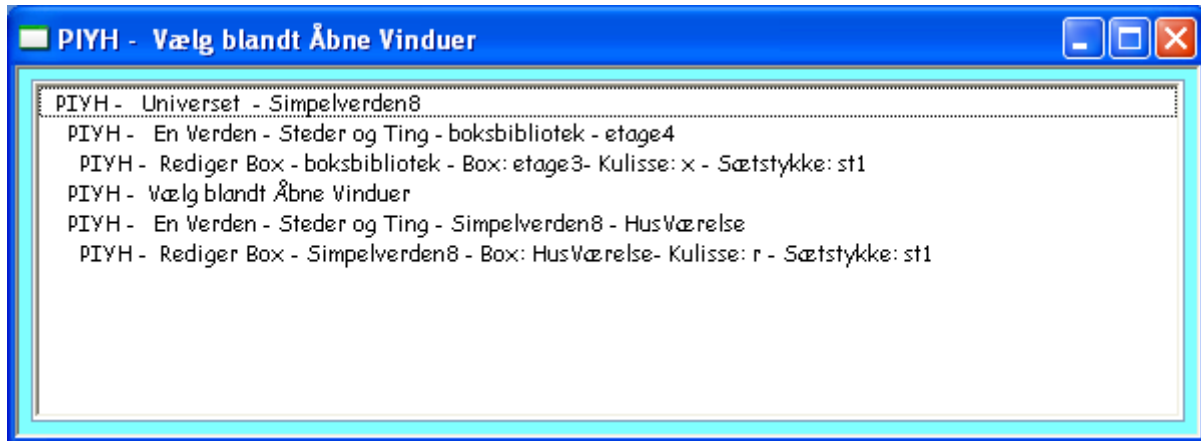 PIYH - Vælg blandt Åbne Vinduer
PIYH - Universet - Simpelverden8
PIYH - En Verden - Steder og Ting - boksbibliotek - etage4
PIYH - Rediger Box - boksbibliotek - Box: etage3- Kulisse: x - Sætstykke: st1
PIYH - Vælg blandt Åbne Vinduer
PIYH - En Verden - Steder og Ting - Simpelverden8 - HusVærelse
PIYH - Rediger Box - Simpelverden8 - Box: HusVærelse- Kulisse: r - Sætstykke: st1